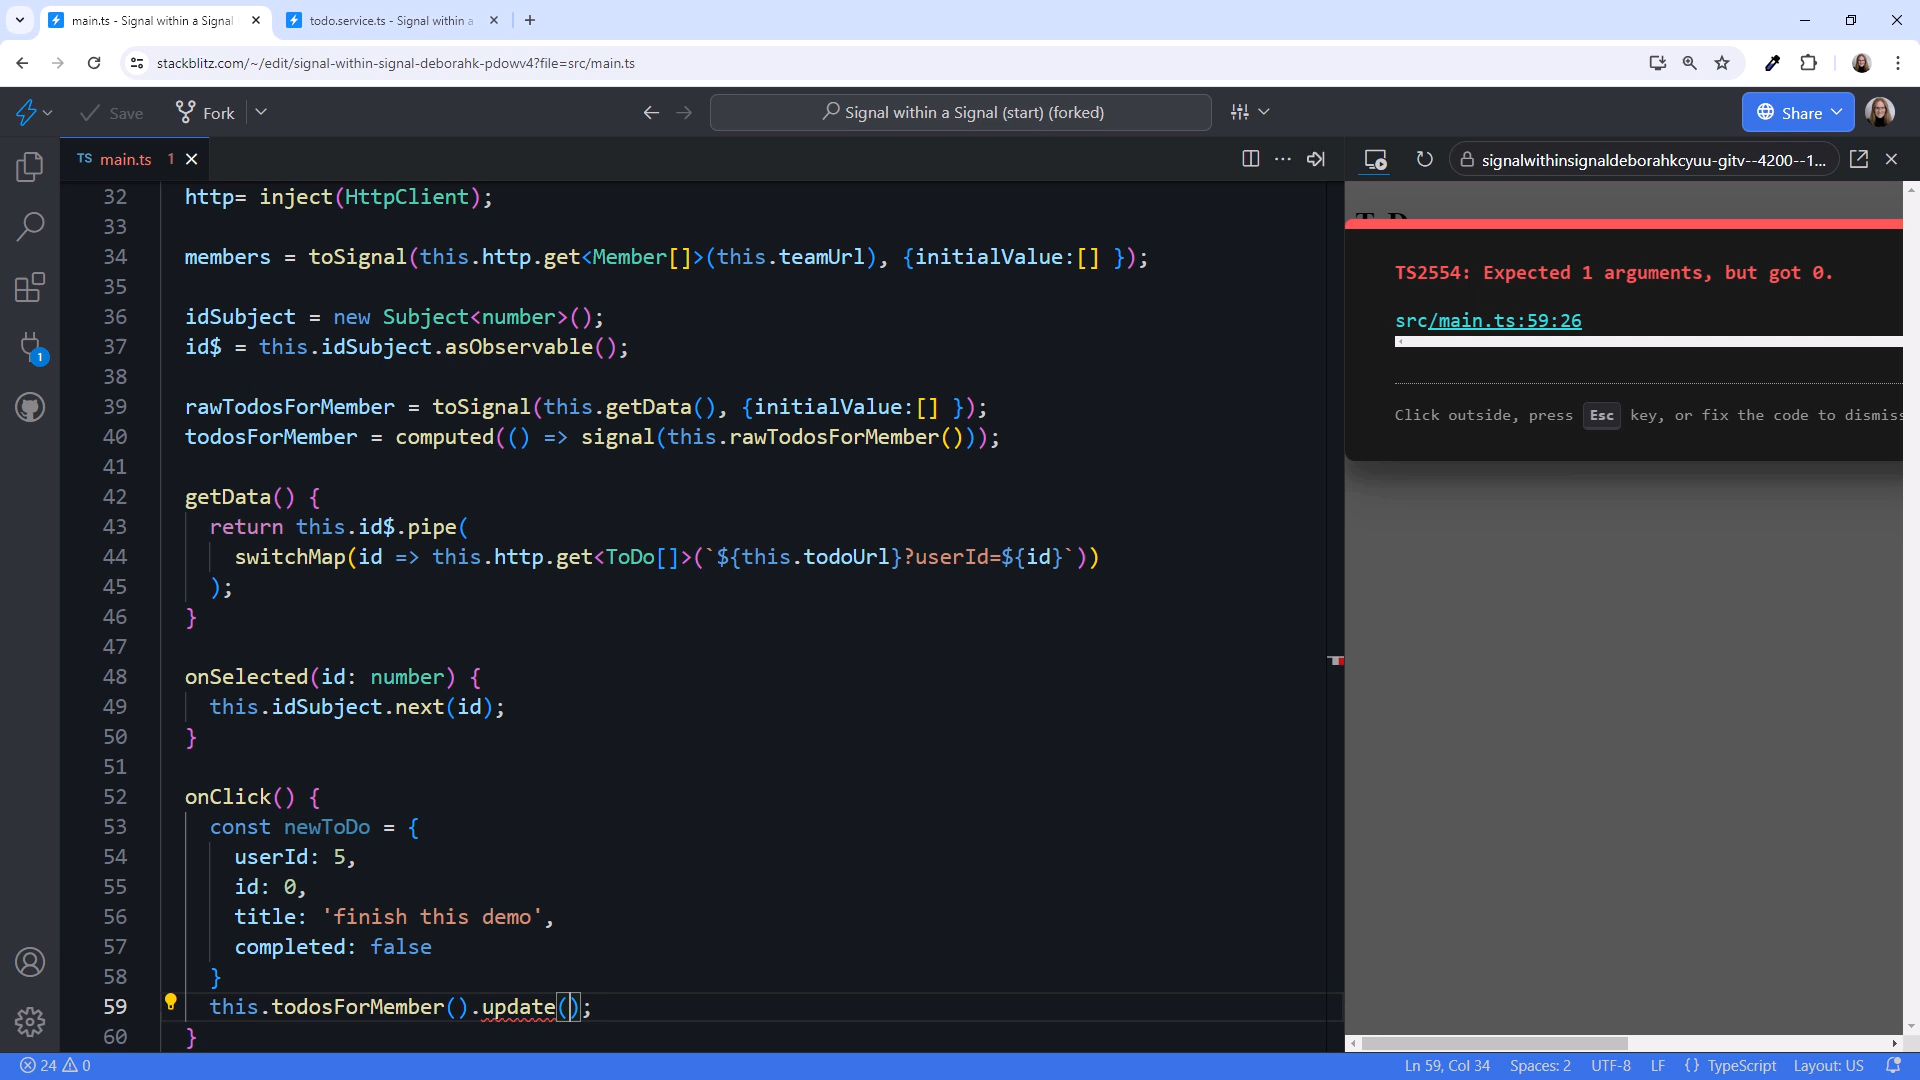 main.ts - Signal within a Signal
todo.service.ts - Signal within a
stackblitz.com/~/edit/signal-within-signal-deborahk-pdowv4?file=src/main.ts
Save
Fork
Signal within a Signal (start) (forked)
Share
TS main.ts 1
signalwithinsignaldeborahkcyuu-gitv--4200--1...
32 http= inject(HttpClient);
33
34 members = toSignal(this.http.get<Member[]>(this.teamUrl), {initialValue:[] });
35
36 idSubject = new Subject<number>();
37 id$ = this.idSubject.asObservable();
38
39 rawTodosForMember = toSignal(this.getData(), {initialValue:[] });
40 todosForMember = computed(() => signal(this.rawTodosForMember()));
41
42 getData() {
43 return this.id$.pipe(
44 switchMap(id => this.http.get<ToDo[]>(`${this.todoUrl}?userId=${id}`))
45 );
46 }
47
48 onSelected(id: number) {
49 this.idSubject.next(id);
50 }
51
52 onClick() {
53 const newToDo = {
54 userId: 5,
55 id: 0,
56 title: 'finish this demo',
57 completed: false
58 }
59 this.todosForMember().update();
60 }
TS2554: Expected 1 arguments, but got 0.
src/main.ts:59:26
Click outside, press Esc key, or fix the code to dismiss
1
24 0
Ln 59, Col 34
Spaces: 2
UTF-8
LF
{} TypeScript
Layout: US